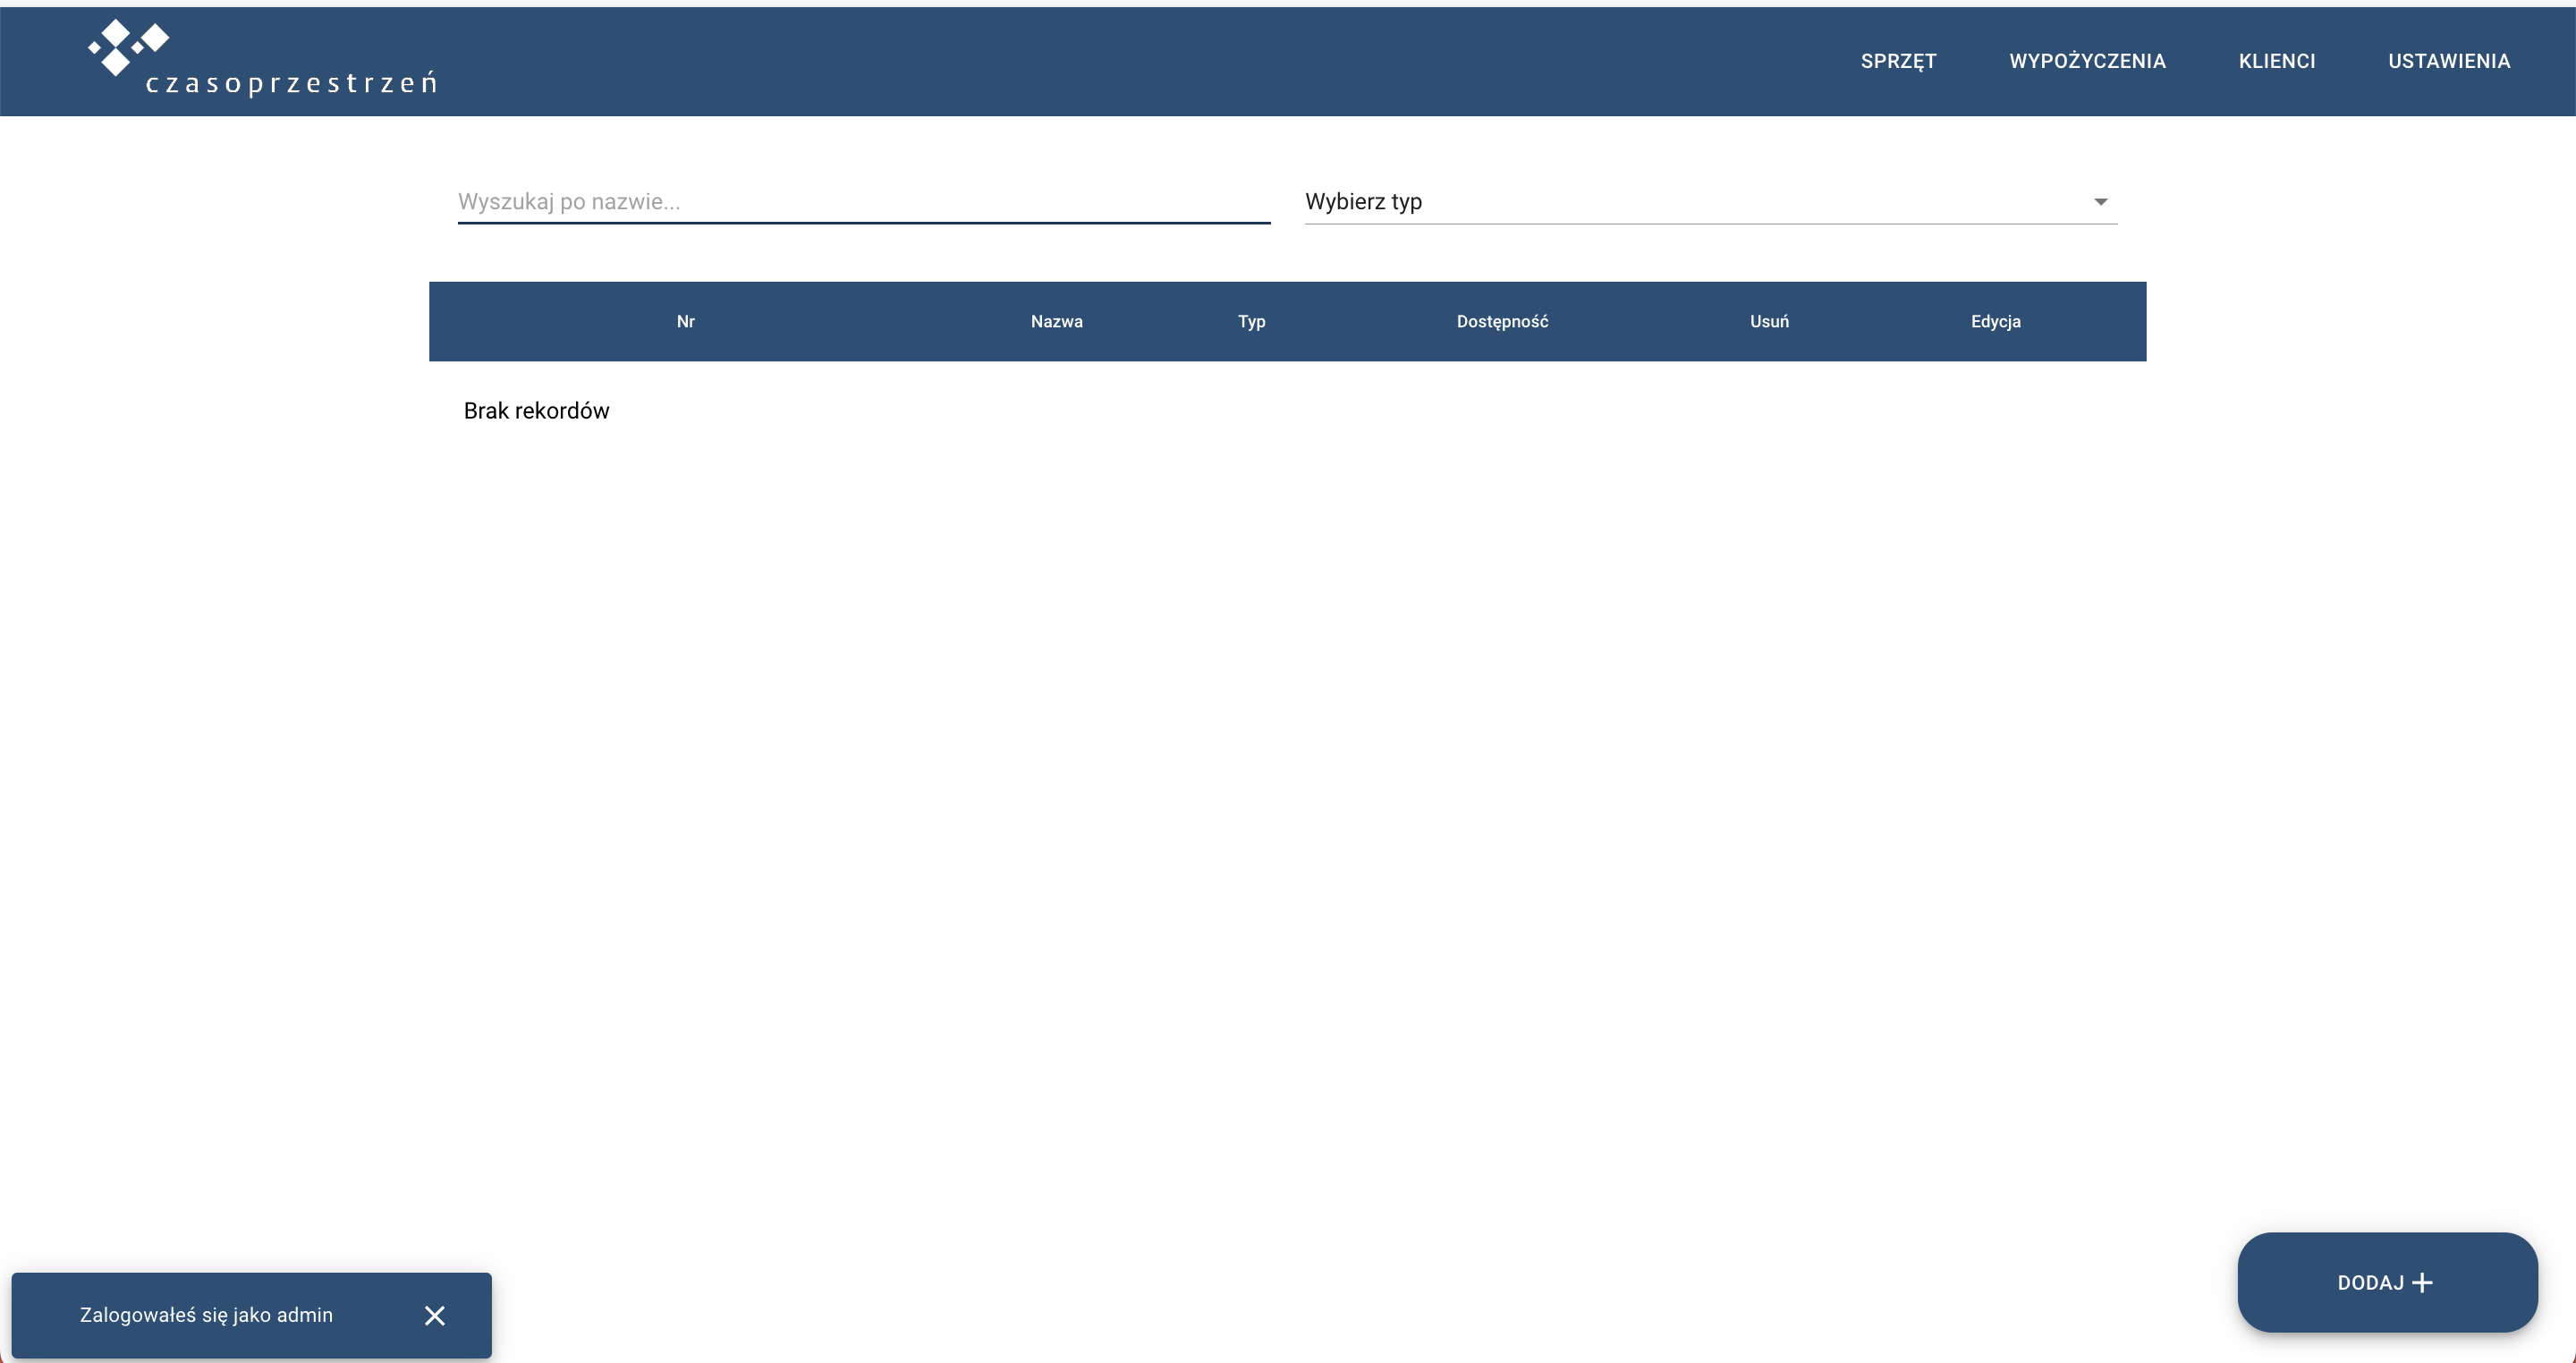 czasoprzestrzeń
SPRZĘT WYPOŻYCZENIA KLIENCI USTAWIENIA
Wyszukaj po nazwie... Wybierz typ
Nr Nazwa Typ Dostępność Usuń Edycja
Brak rekordów
DODAJ +
Zalogowałeś się jako admin